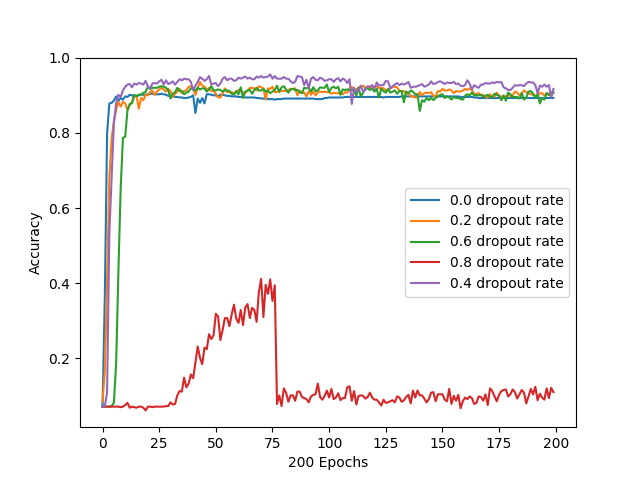 1.0
0.8
0.6
0.4
0.2
Accuracy
0.0 dropout rate
0.2 dropout rate
0.6 dropout rate
0.8 dropout rate
0.4 dropout rate
0 25 50 75 100 125 150 175 200
200 Epochs